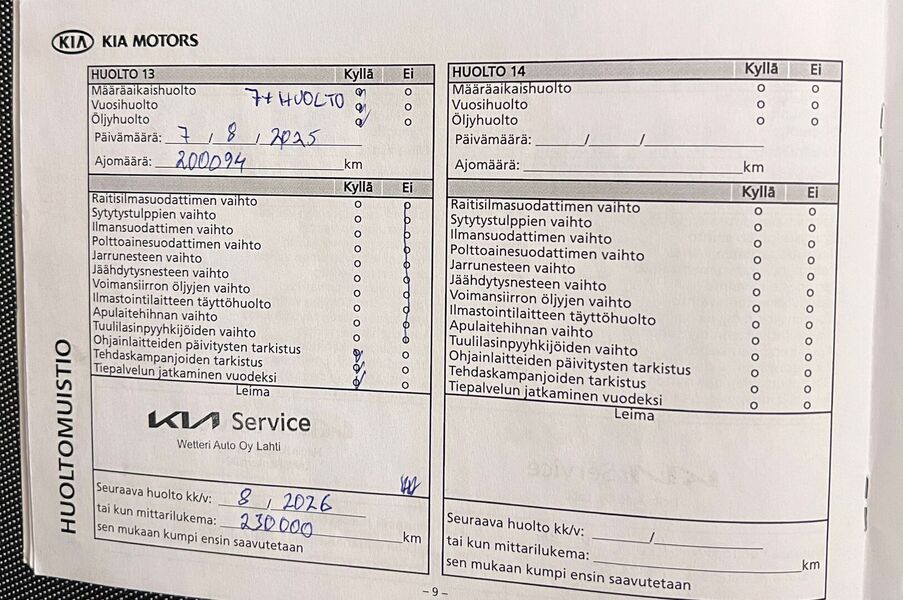 KIA KIA MOTORS
HUOLTO 13 Kyllä Ei
Määräaikaishuolto o o
Vuosihuolto 7+ HUOLTO o o
Öljyhuolto o o
Päivämäärä: 7 / 8 / 2025
Ajomäärä: 200094 km
Kyllä Ei
Raitisilmasuodattimen vaihto o o
Sytytystulppien vaihto o o
Ilmansuodattimen vaihto o o
Polttoainesuodattimen vaihto o o
Jarrunesteen vaihto o o
Jäähdytysnesteen vaihto o o
Voimansiirron öljyjen vaihto o o
Ilmastointilaitteen täyttöhuolto o o
Apulaitehihnan vaihto o o
Tuulilasinpyyhkijöiden vaihto o o
Ohjainlaitteiden päivitysten tarkistus o o
Tehdaskampanjoiden tarkistus o o
Tiepalvelun jatkaminen vuodeksi o o
Leima
KIA Service
Wetteri Auto Oy Lahti
Seuraava huolto kk/v: 8 / 2026
tai kun mittarilukema: 230000 km
sen mukaan kumpi ensin saavutetaan
HUOLTO 14 Kyllä Ei
Määräaikaishuolto o o
Vuosihuolto o o
Öljyhuolto o o
Päivämäärä: / /
Ajomäärä: km
Kyllä Ei
Raitisilmasuodattimen vaihto o o
Sytytystulppien vaihto o o
Ilmansuodattimen vaihto o o
Polttoainesuodattimen vaihto o o
Jarrunesteen vaihto o o
Jäähdytysnesteen vaihto o o
Voimansiirron öljyjen vaihto o o
Ilmastointilaitteen täyttöhuolto o o
Apulaitehihnan vaihto o o
Tuulilasinpyyhkijöiden vaihto o o
Ohjainlaitteiden päivitysten tarkistus o o
Tehdaskampanjoiden tarkistus o o
Tiepalvelun jatkaminen vuodeksi o o
Leima
Seuraava huolto kk/v: /
tai kun mittarilukema: km
sen mukaan kumpi ensin saavutetaan
HUOLTOMUISTIO
– 9 –